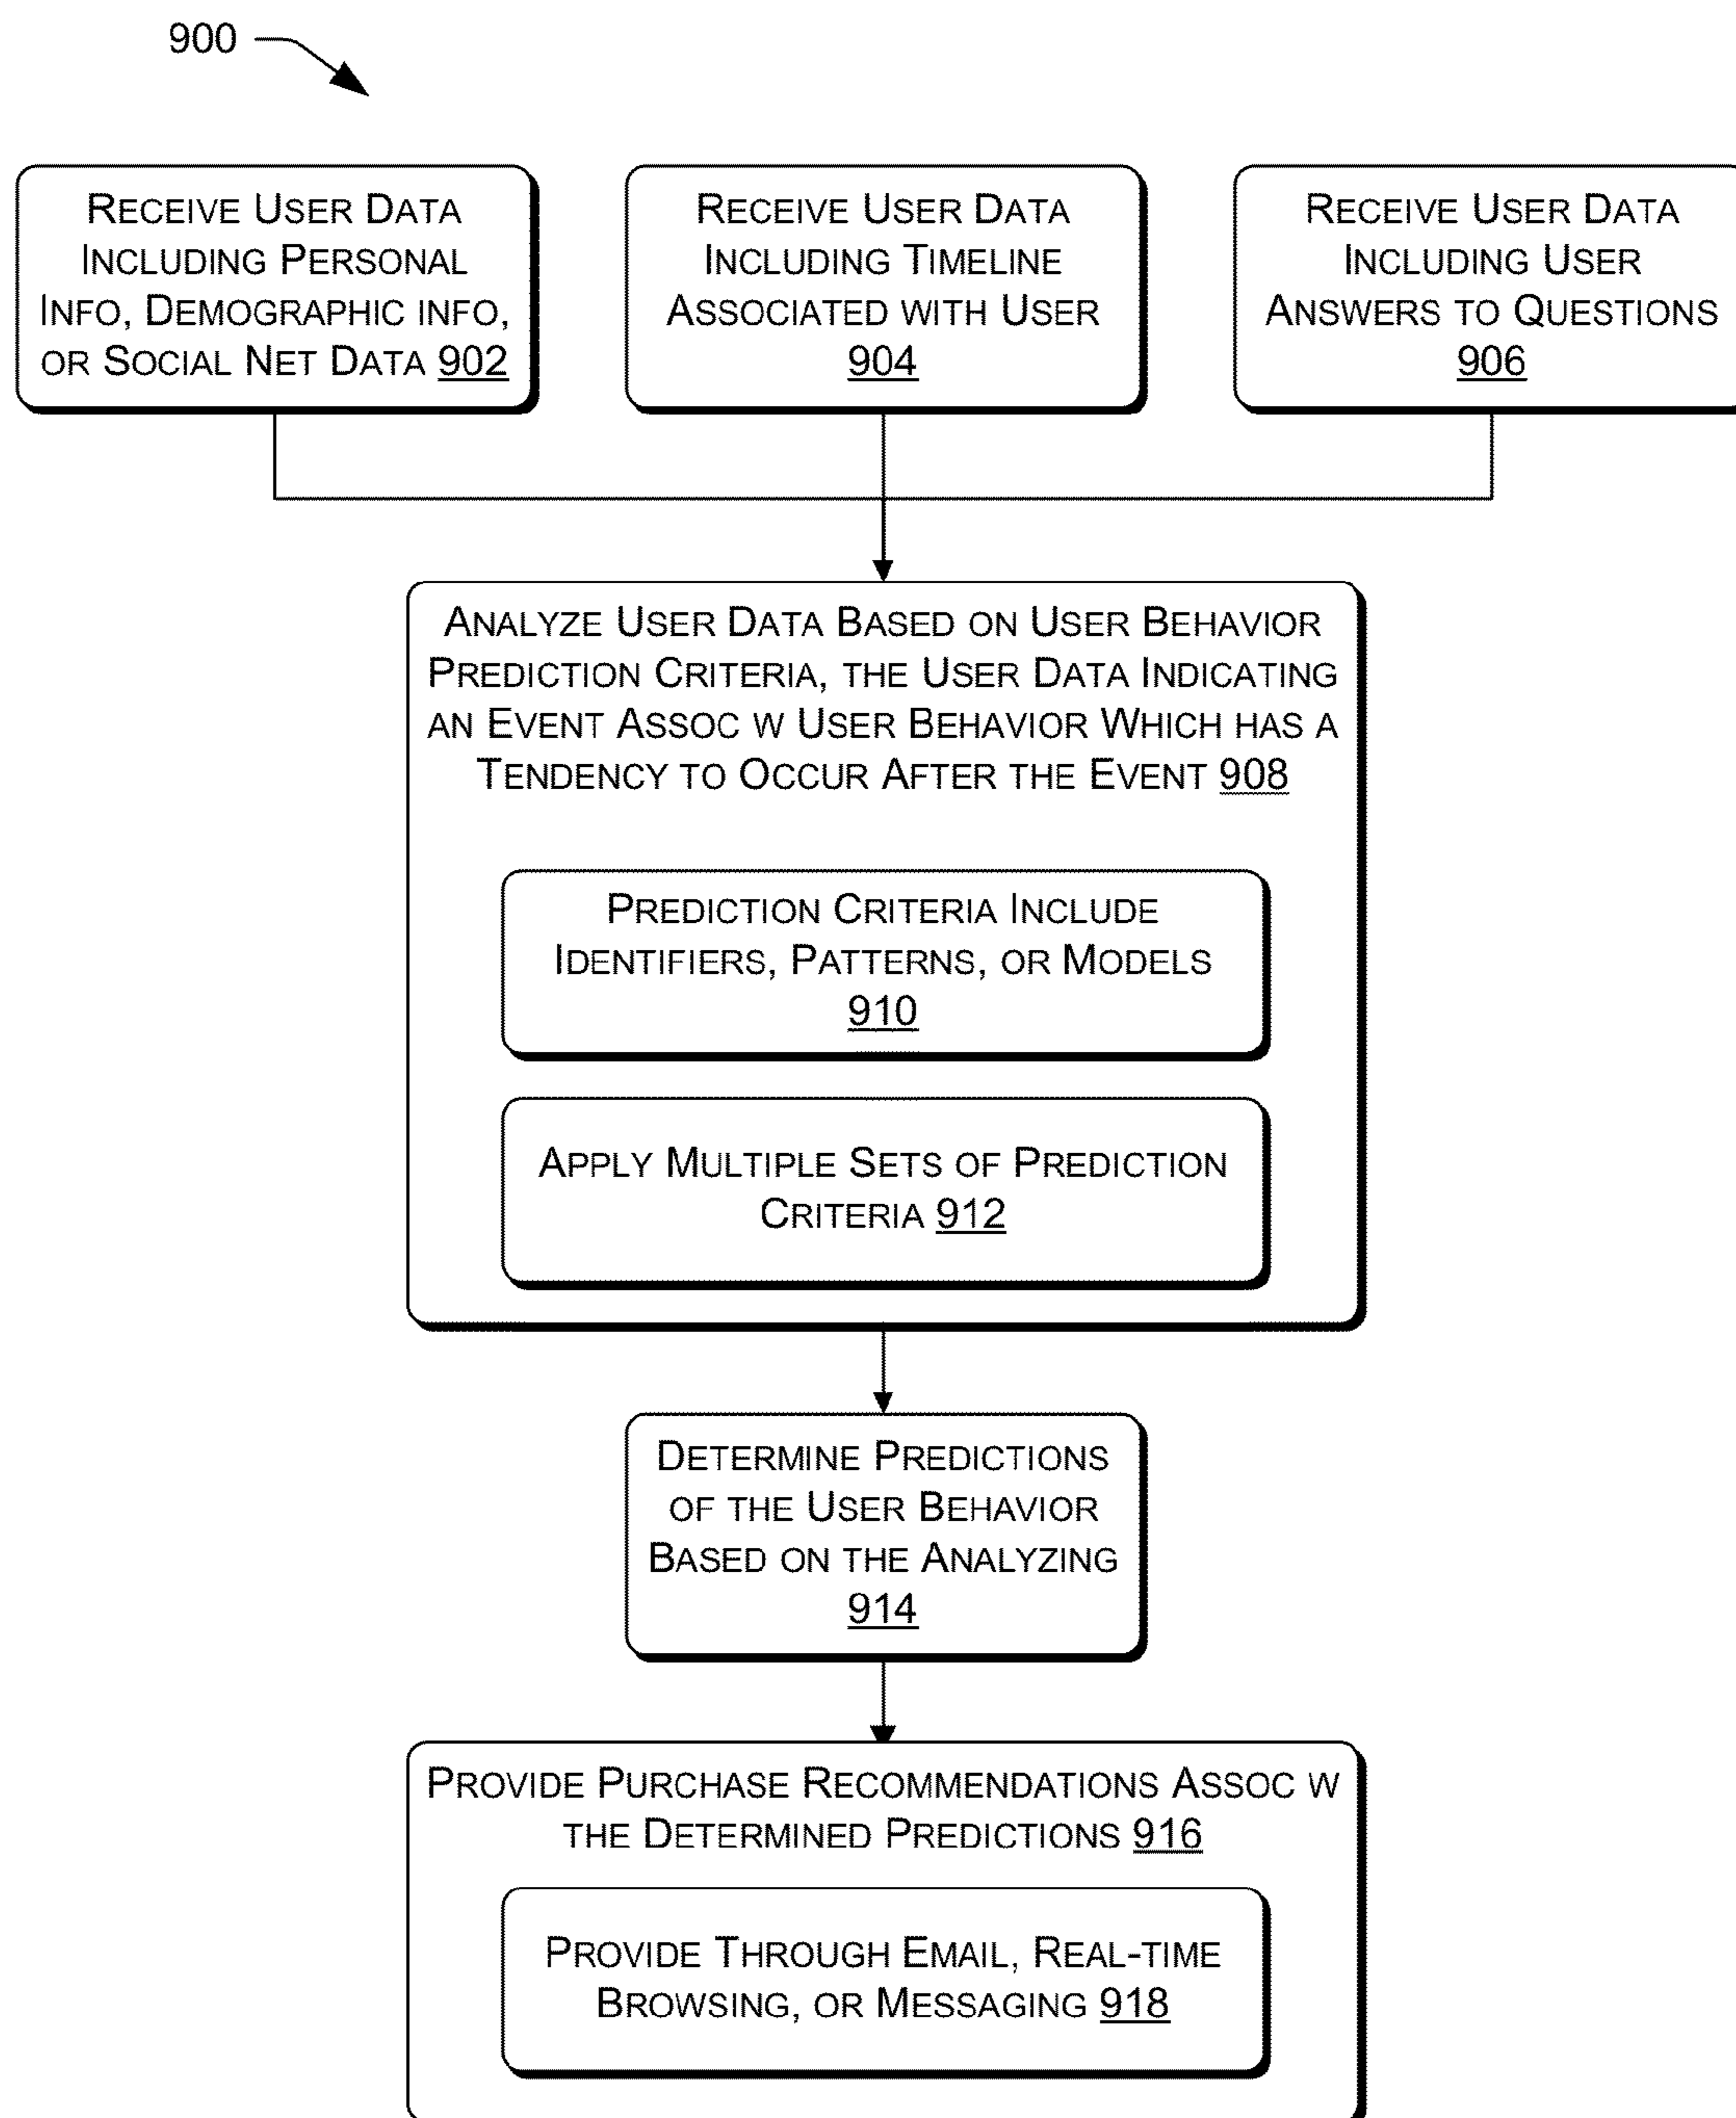 900
RECEIVE USER DATA
INCLUDING PERSONAL
INFO, DEMOGRAPHIC INFO,
OR SOCIAL NET DATA 902
RECEIVE USER DATA
INCLUDING TIMELINE
ASSOCIATED WITH USER
904
RECEIVE USER DATA
INCLUDING USER
ANSWERS TO QUESTIONS
906
ANALYZE USER DATA BASED ON USER BEHAVIOR
PREDICTION CRITERIA, THE USER DATA INDICATING
AN EVENT ASSOC W USER BEHAVIOR WHICH HAS A
TENDENCY TO OCCUR AFTER THE EVENT 908
PREDICTION CRITERIA INCLUDE
IDENTIFIERS, PATTERNS, OR MODELS
910
APPLY MULTIPLE SETS OF PREDICTION
CRITERIA 912
DETERMINE PREDICTIONS
OF THE USER BEHAVIOR
BASED ON THE ANALYZING
914
PROVIDE PURCHASE RECOMMENDATIONS ASSOC W
THE DETERMINED PREDICTIONS 916
PROVIDE THROUGH EMAIL, REAL-TIME
BROWSING, OR MESSAGING 918